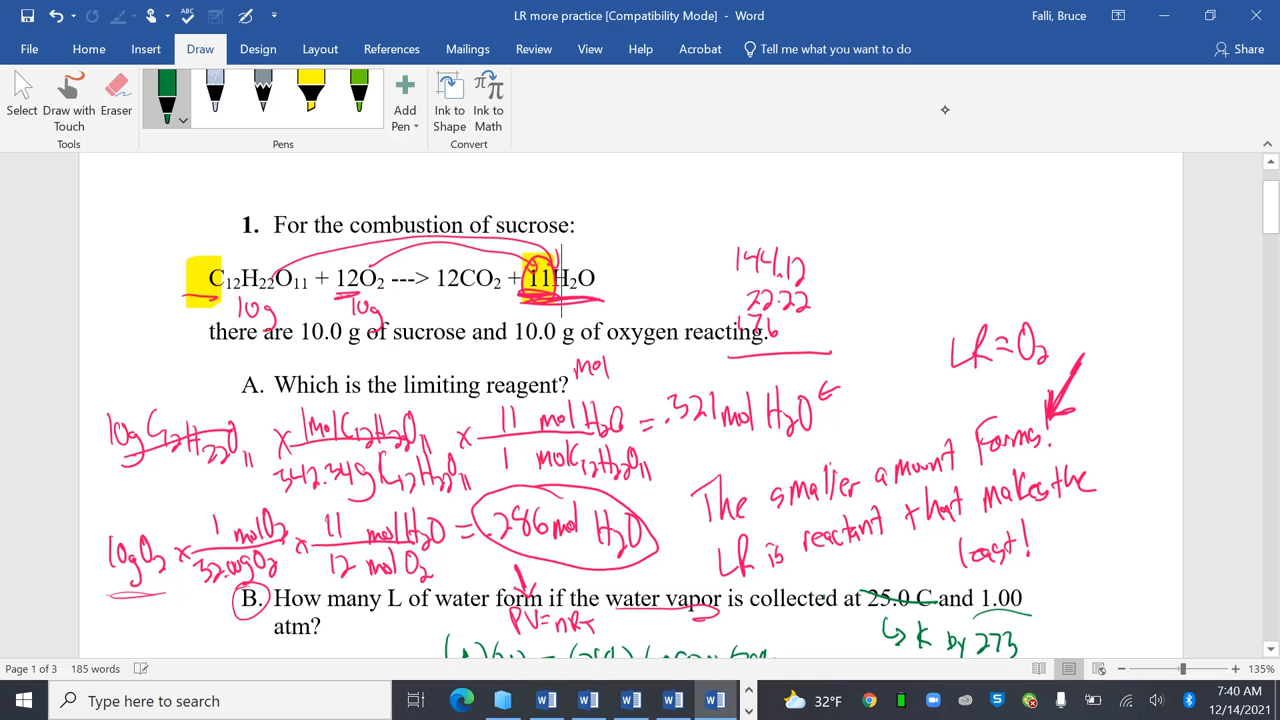 LR more practice [Compatibility Mode] - Word
Falli, Bruce
File Home Insert Draw Design Layout References Mailings Review View Help Acrobat Tell me what you want to do Share
Select Draw with Touch Eraser Add Pen Ink to Shape Ink to Math
Tools Pens Convert
1. For the combustion of sucrose:
C12H22O11 + 12O2 ---> 12CO2 + 11H2O
10g 10g
144.12
22.22
176
there are 10.0 g of sucrose and 10.0 g of oxygen reacting.
LR = O2
A. Which is the limiting reagent?
mol
10g C12H22O11 x 1 mol C12H22O11 / 342.34g C12H22O11 x 11 mol H2O / 1 mol C12H22O11 = .321 mol H2O
10g O2 x 1 mol O2 / 32.00g O2 x 11 mol H2O / 12 mol O2 = .286 mol H2O
The smaller amount forms!
LR is reactant that makes the
least!
B. How many L of water form if the water vapor is collected at 25.0 C and 1.00
atm?
PV=nRT
K by 273
Page 1 of 3 185 words 135%
Type here to search 32°F 7:40 AM
12/14/2021